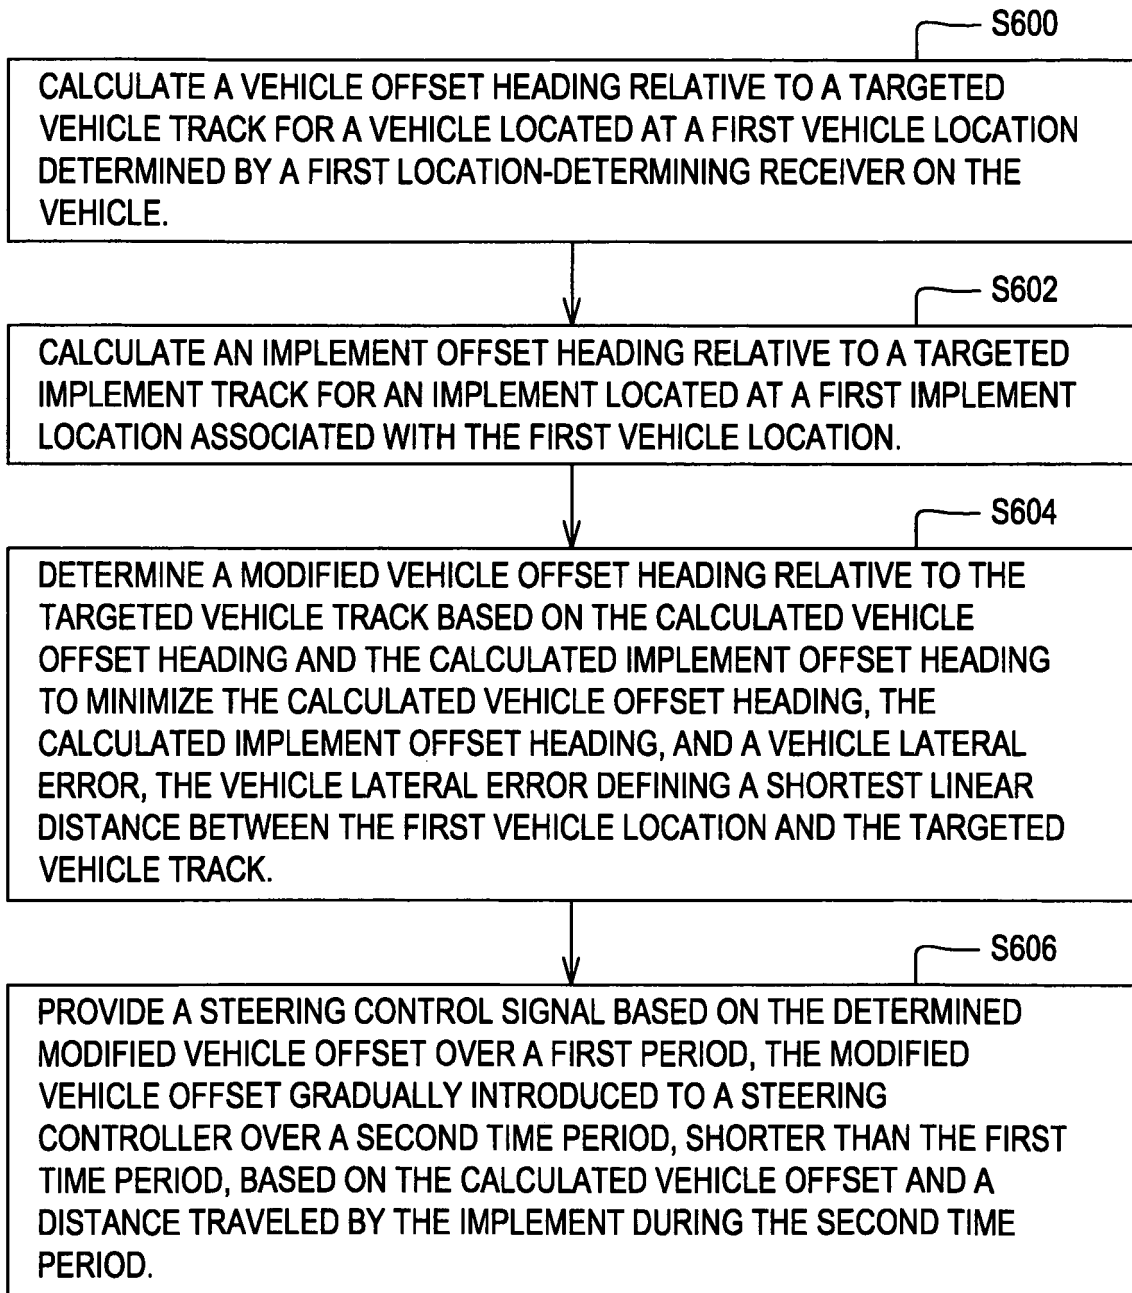 S600
CALCULATE A VEHICLE OFFSET HEADING RELATIVE TO A TARGETED
VEHICLE TRACK FOR A VEHICLE LOCATED AT A FIRST VEHICLE LOCATION
DETERMINED BY A FIRST LOCATION-DETERMINING RECEIVER ON THE
VEHICLE.
S602
CALCULATE AN IMPLEMENT OFFSET HEADING RELATIVE TO A TARGETED
IMPLEMENT TRACK FOR AN IMPLEMENT LOCATED AT A FIRST IMPLEMENT
LOCATION ASSOCIATED WITH THE FIRST VEHICLE LOCATION.
S604
DETERMINE A MODIFIED VEHICLE OFFSET HEADING RELATIVE TO THE
TARGETED VEHICLE TRACK BASED ON THE CALCULATED VEHICLE
OFFSET HEADING AND THE CALCULATED IMPLEMENT OFFSET HEADING
TO MINIMIZE THE CALCULATED VEHICLE OFFSET HEADING, THE
CALCULATED IMPLEMENT OFFSET HEADING, AND A VEHICLE LATERAL
ERROR, THE VEHICLE LATERAL ERROR DEFINING A SHORTEST LINEAR
DISTANCE BETWEEN THE FIRST VEHICLE LOCATION AND THE TARGETED
VEHICLE TRACK.
S606
PROVIDE A STEERING CONTROL SIGNAL BASED ON THE DETERMINED
MODIFIED VEHICLE OFFSET OVER A FIRST PERIOD, THE MODIFIED
VEHICLE OFFSET GRADUALLY INTRODUCED TO A STEERING
CONTROLLER OVER A SECOND TIME PERIOD, SHORTER THAN THE FIRST
TIME PERIOD, BASED ON THE CALCULATED VEHICLE OFFSET AND A
DISTANCE TRAVELED BY THE IMPLEMENT DURING THE SECOND TIME
PERIOD.